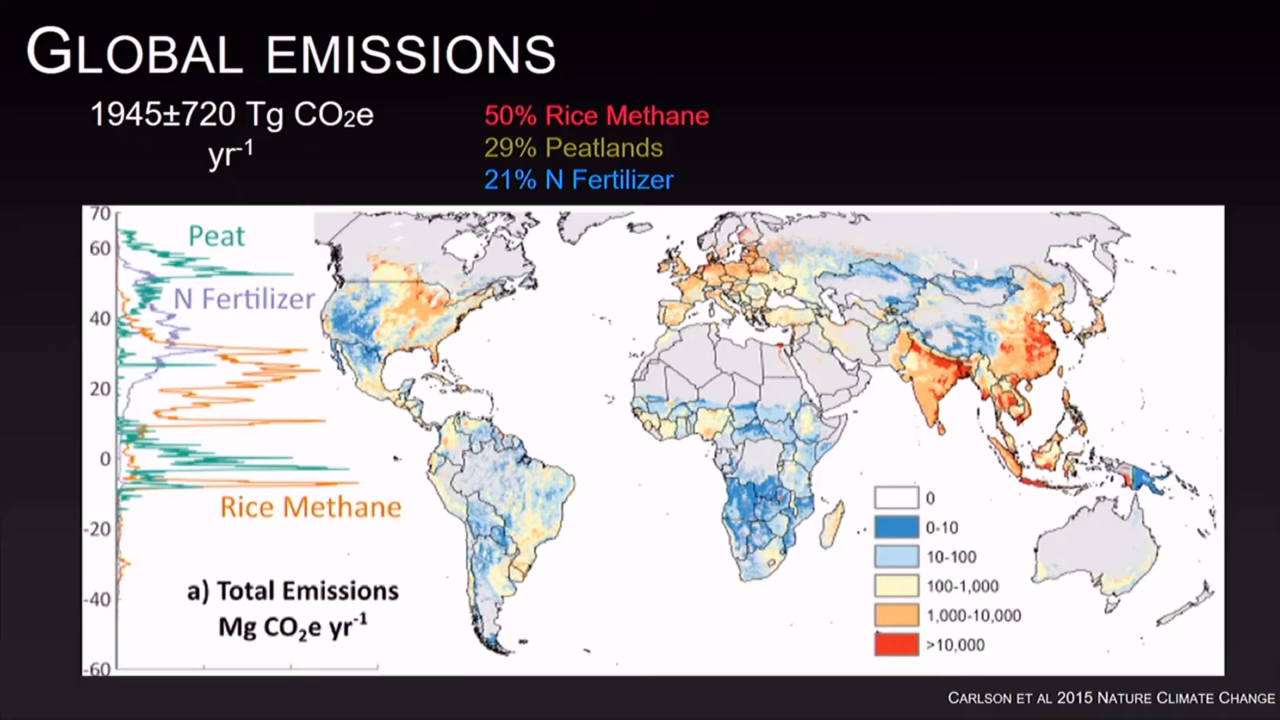 GLOBAL EMISSIONS
1945±720 Tg CO₂e
yr⁻¹
50% Rice Methane
29% Peatlands
21% N Fertilizer
70
60
40
20
0
-20
-40
-60
Peat
N Fertilizer
Rice Methane
a) Total Emissions
Mg CO₂e yr⁻¹
0
0-10
10-100
100-1,000
1,000-10,000
>10,000
CARLSON ET AL 2015 NATURE CLIMATE CHANGE